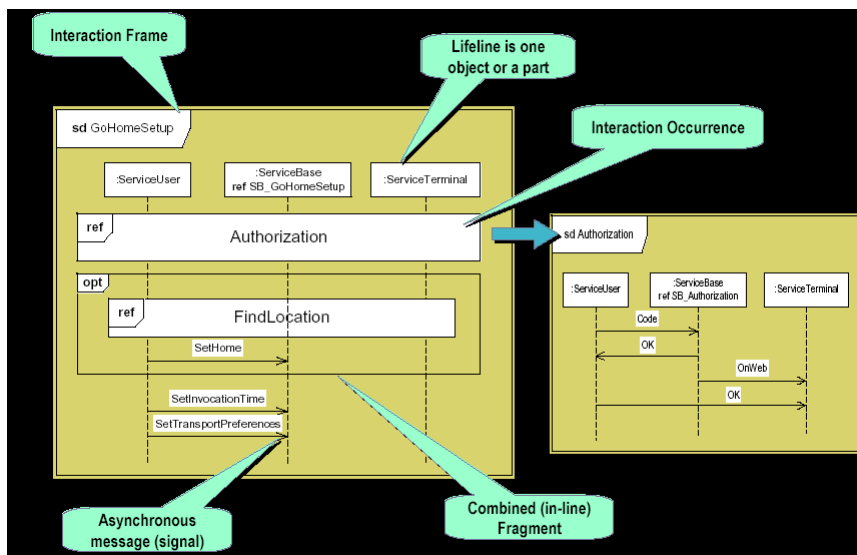 Interaction Frame
Lifeline is one
object or a part
Interaction Occurrence
sd GoHomeSetup
:ServiceUser
:ServiceBase
ref SB_GoHomeSetup
:ServiceTerminal
ref
Authorization
opt
ref
FindLocation
SetHome
SetInvocationTime
SetTransportPreferences
sd Authorization
:ServiceUser
:ServiceBase
ref SB_Authorization
:ServiceTerminal
Code
OK
OnWeb
OK
Asynchronous
message (signal)
Combined (in-line)
Fragment